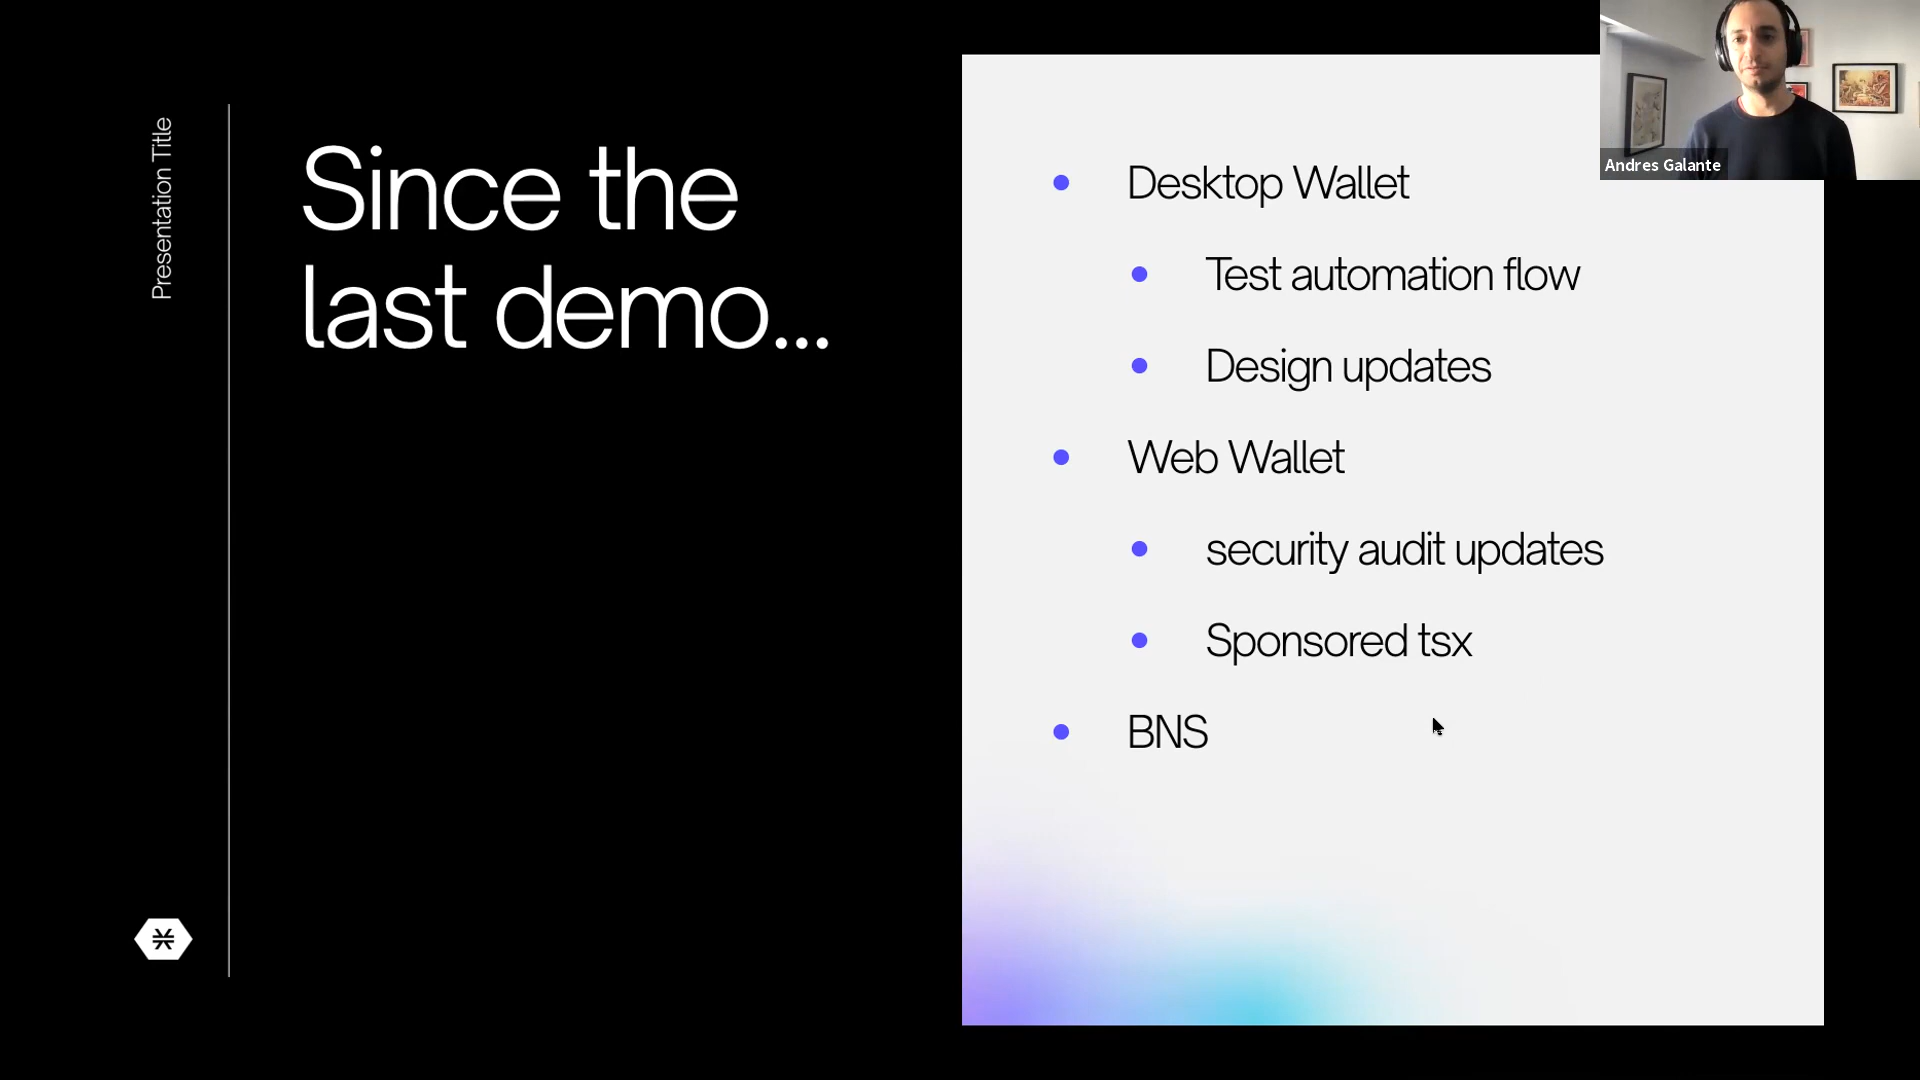 Presentation Title
Since the
last demo...
Desktop Wallet
Test automation flow
Design updates
Web Wallet
security audit updates
Sponsored tsx
BNS
Andres Galante